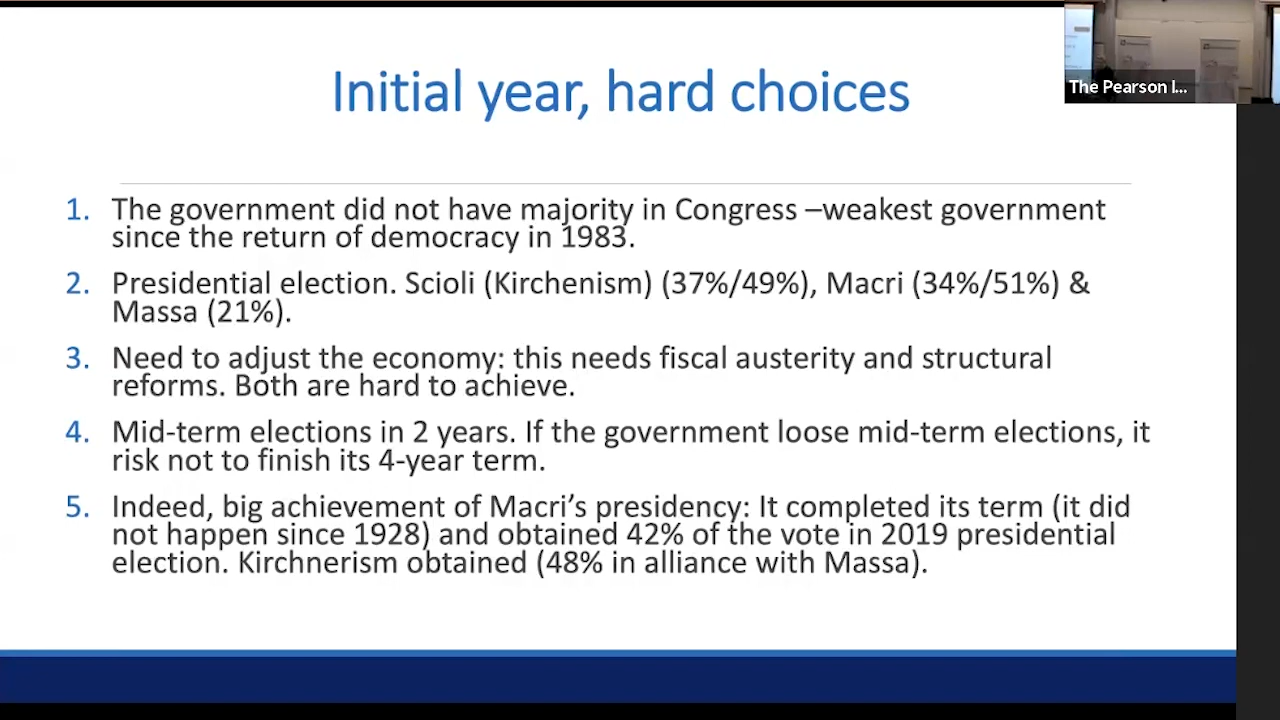 The Pearson I...
Initial year, hard choices
1. The government did not have majority in Congress –weakest government
since the return of democracy in 1983.
2. Presidential election. Scioli (Kirchenism) (37%/49%), Macri (34%/51%) &
Massa (21%).
3. Need to adjust the economy: this needs fiscal austerity and structural
reforms. Both are hard to achieve.
4. Mid-term elections in 2 years. If the government loose mid-term elections, it
risk not to finish its 4-year term.
5. Indeed, big achievement of Macri’s presidency: It completed its term (it did
not happen since 1928) and obtained 42% of the vote in 2019 presidential
election. Kirchnerism obtained (48% in alliance with Massa).